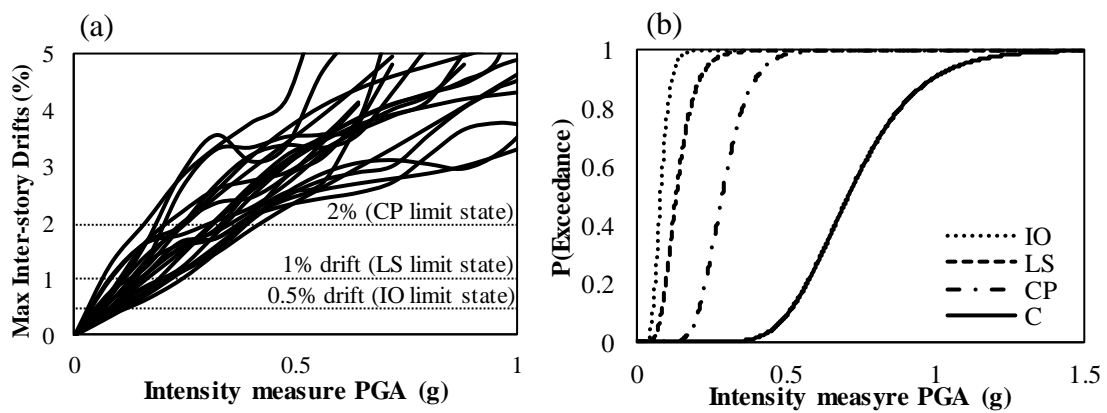 (a)
5
4
3
2
1
0
Max Inter-story Drifts (%)
2% (CP limit state)
1% drift (LS limit state)
0.5% drift (IO limit state)
0 0.5 1
Intensity measure PGA (g)
(b)
1
0.8
0.6
0.4
0.2
0
P(Exceedance)
IO
LS
CP
C
0 0.5 1 1.5
Intensity measyre PGA (g)